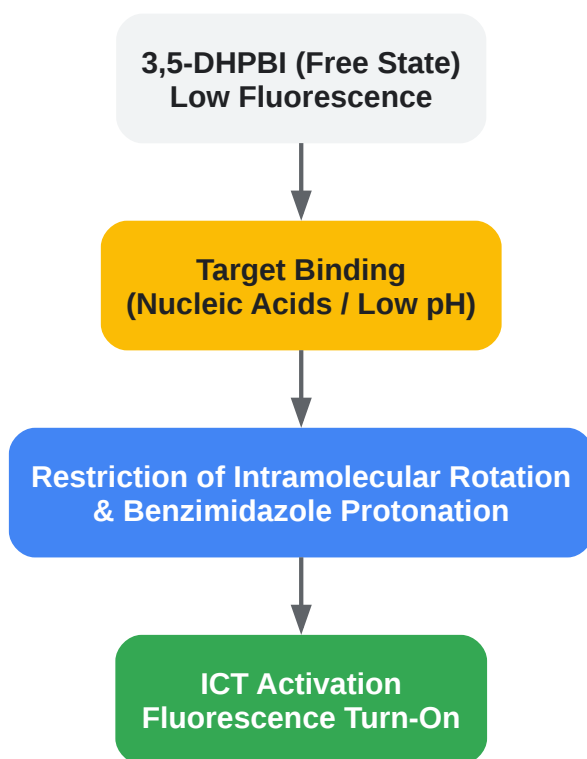 3,5-DHPBI (Free State)
Low Fluorescence
Target Binding
(Nucleic Acids / Low pH)
Restriction of Intramolecular Rotation
& Benzimidazole Protonation
ICT Activation
Fluorescence Turn-On